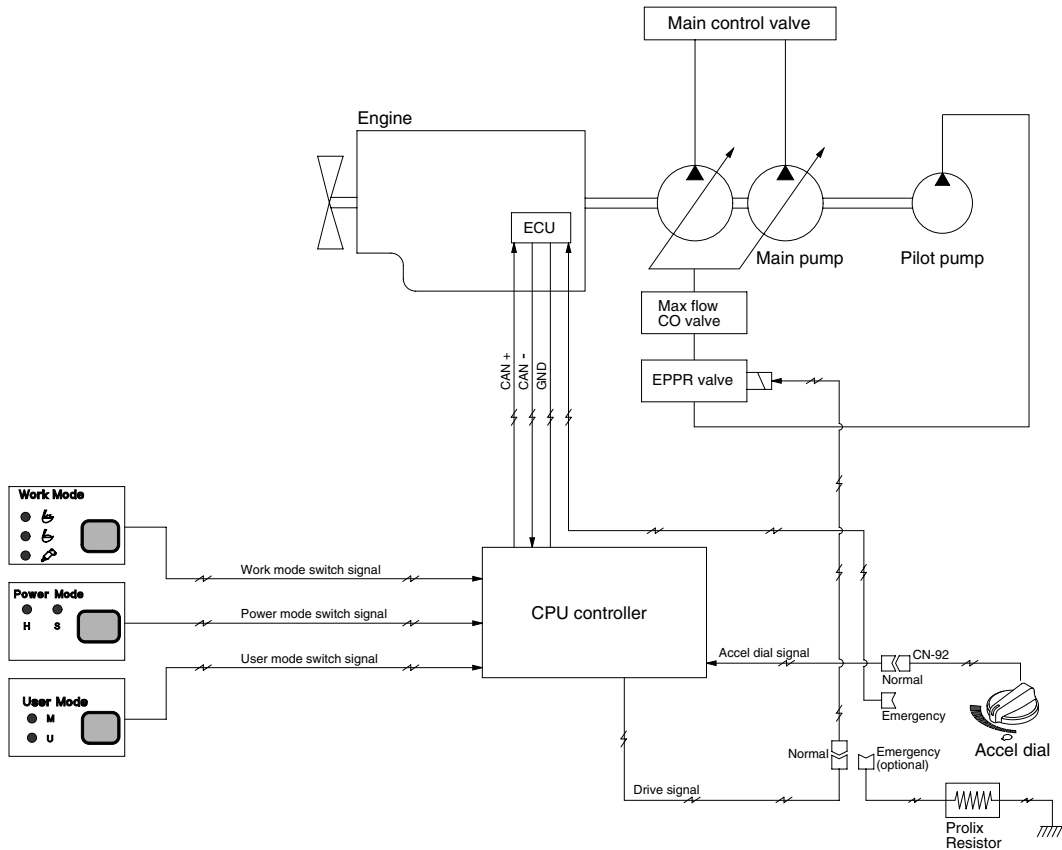 Main control valve
Engine
ECU
Main pump
Pilot pump
Max flow
CO valve
EPPR valve
CAN +
CAN -
GND
Work Mode
Work mode switch signal
Power Mode
H S
Power mode switch signal
CPU controller
User Mode
M
U
User mode switch signal
Accel dial signal
CN-92
Normal
Emergency
Accel dial
Normal
Emergency
(optional)
Drive signal
Prolix
Resistor